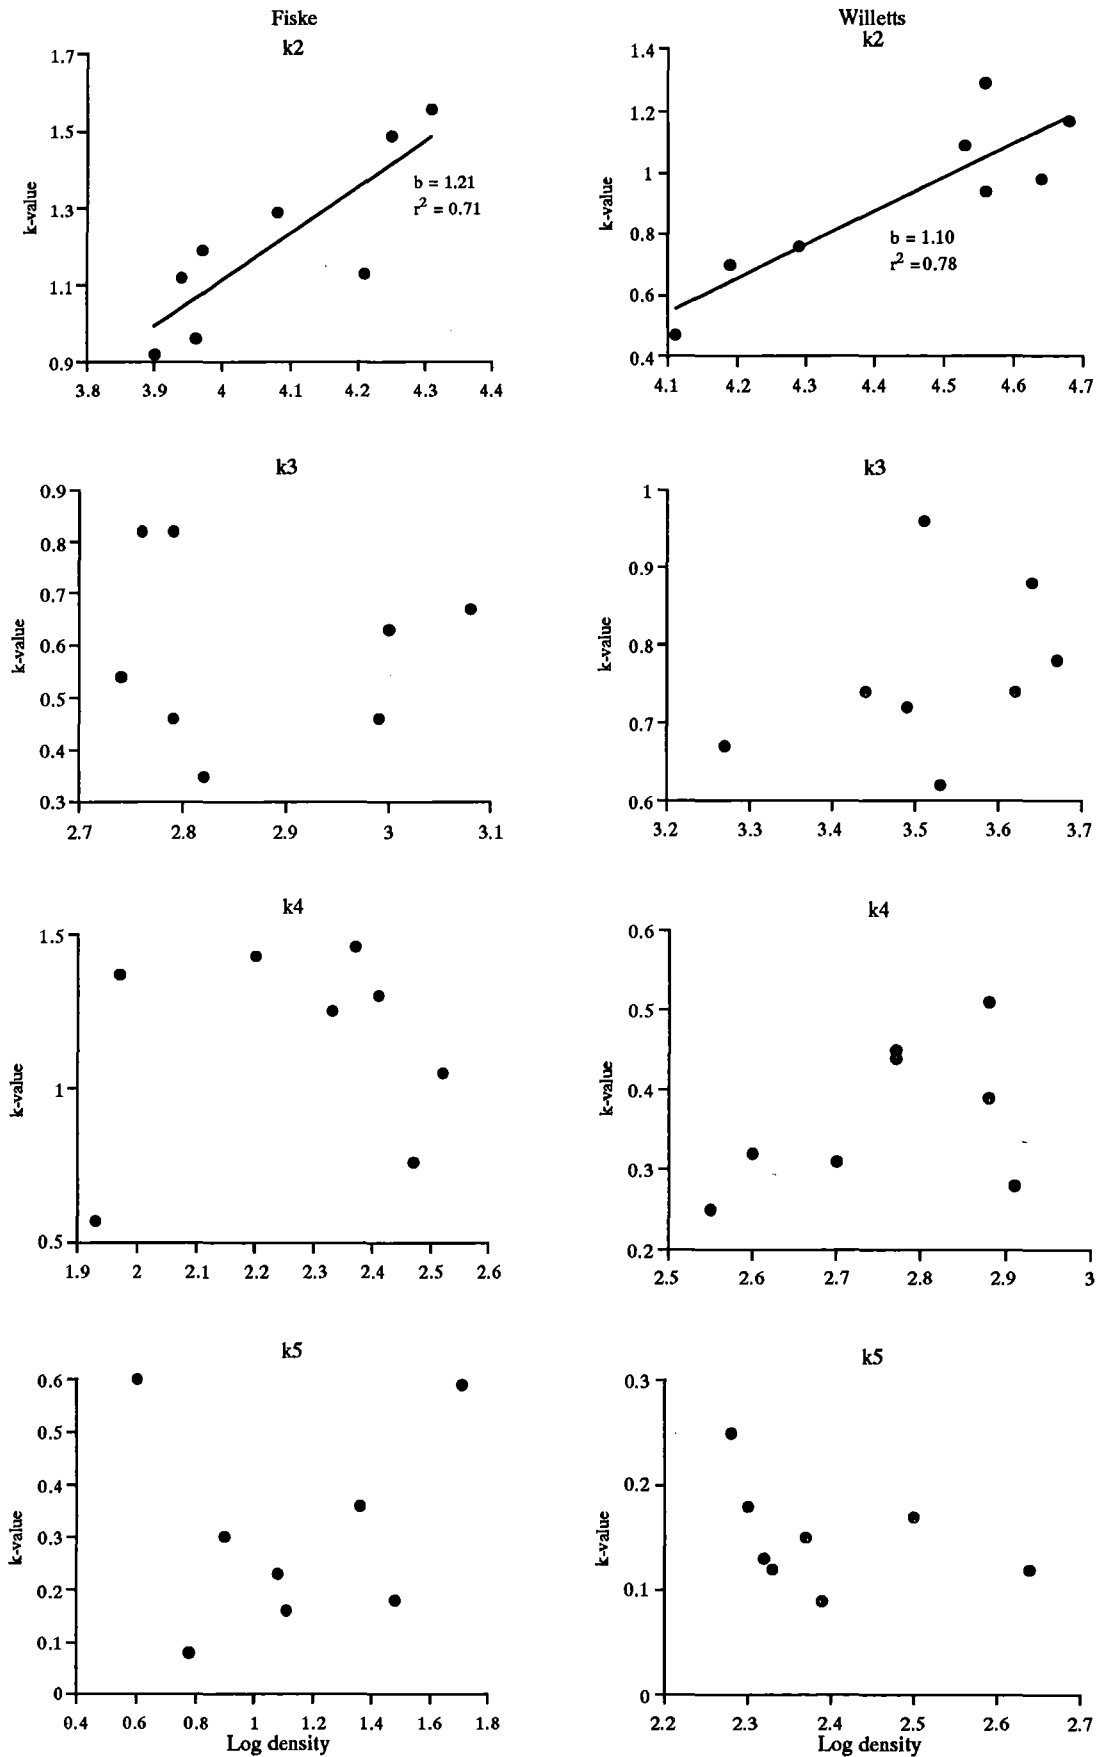 Fiske
k2
1.7
1.5
1.3
1.1
0.9
k-value
b = 1.21
r² = 0.71
3.8 3.9 4 4.1 4.2 4.3 4.4
Willetts
k2
1.4
1.2
1
0.8
0.6
0.4
k-value
b = 1.10
r² =0.78
4.1 4.2 4.3 4.4 4.5 4.6 4.7
k3
0.9
0.8
0.7
0.6
0.5
0.4
0.3
k-value
2.7 2.8 2.9 3 3.1
k3
1
0.9
0.8
0.7
0.6
k-value
3.2 3.3 3.4 3.5 3.6 3.7
k4
1.5
1
0.5
k-value
1.9 2 2.1 2.2 2.3 2.4 2.5 2.6
k4
0.6
0.5
0.4
0.3
0.2
k-value
2.5 2.6 2.7 2.8 2.9 3
k5
0.6
0.5
0.4
0.3
0.2
0.1
0
k-value
0.4 0.6 0.8 1 1.2 1.4 1.6 1.8
Log density
k5
0.3
0.2
0.1
0
k-value
2.2 2.3 2.4 2.5 2.6 2.7
Log density